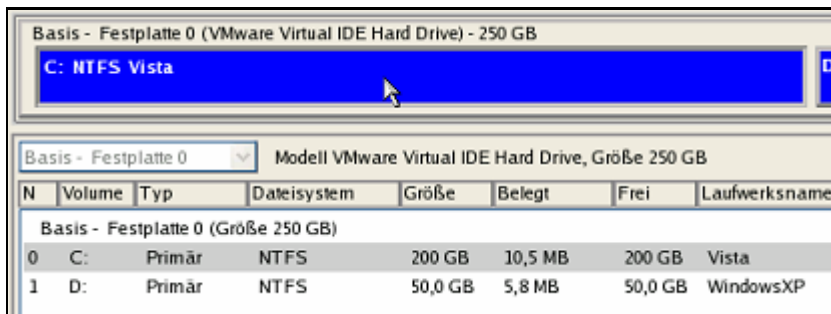 Basis - Festplatte 0 (VMware Virtual IDE Hard Drive) - 250 GB
C: NTFS Vista D
Basis - Festplatte 0 Modell VMware Virtual IDE Hard Drive, Größe 250 GB
N Volume Typ Dateisystem Größe Belegt Frei Laufwerksname
Basis - Festplatte 0 (Größe 250 GB)
0 C: Primär NTFS 200 GB 10,5 MB 200 GB Vista
1 D: Primär NTFS 50,0 GB 5,8 MB 50,0 GB WindowsXP